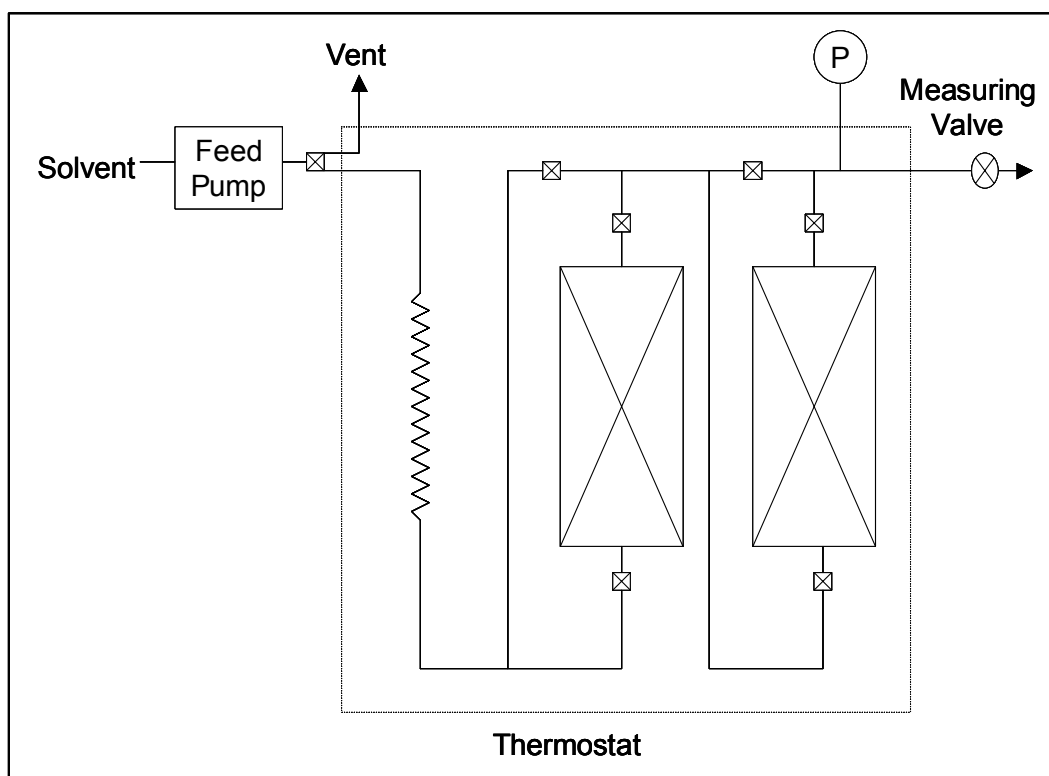 Vent
P
Measuring
Valve
Solvent
Feed
Pump
Thermostat